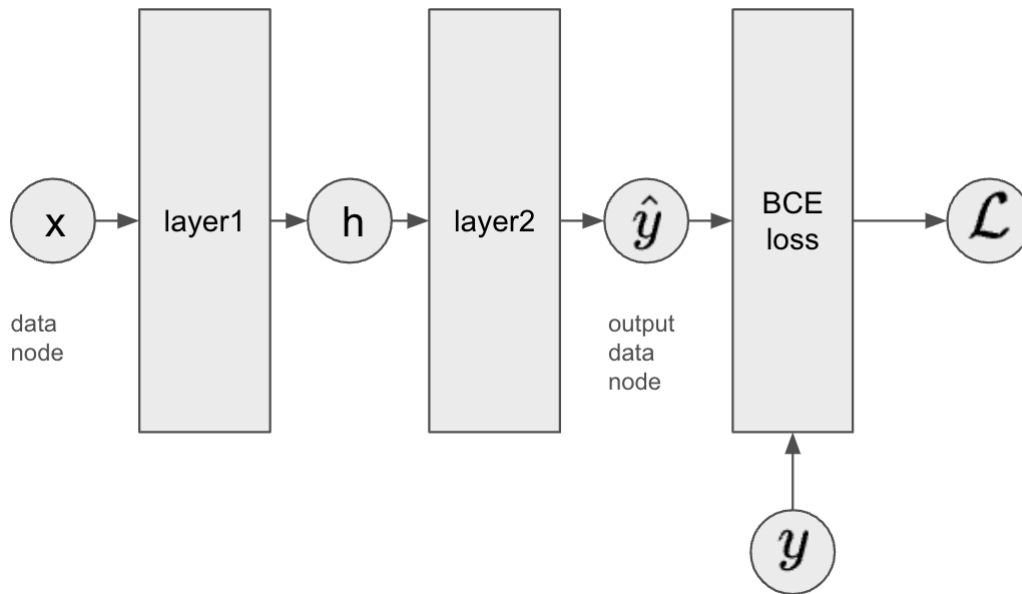 x
layer1
h
layer2
ŷ
BCE
loss
ℒ
data
node
output
data
node
y